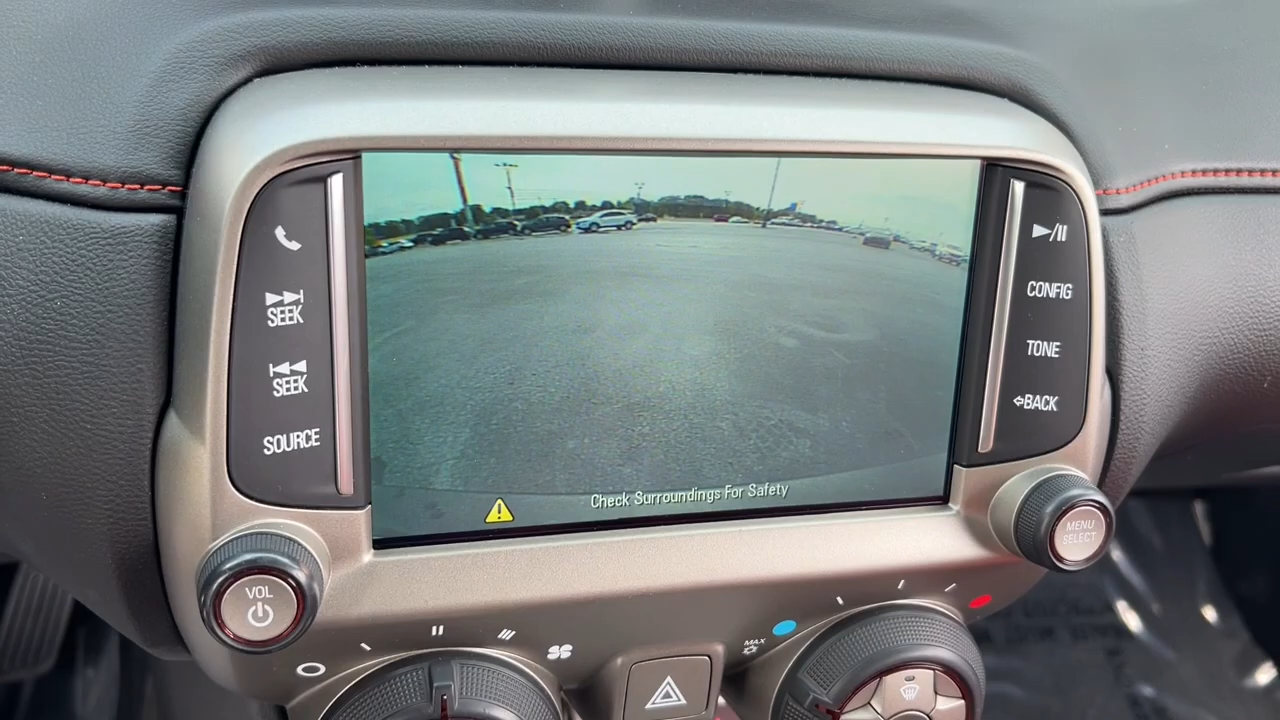 SEEK
SEEK
SOURCE
CONFIG
TONE
BACK
Check Surroundings For Safety
VOL
MENU
SELECT
MAX